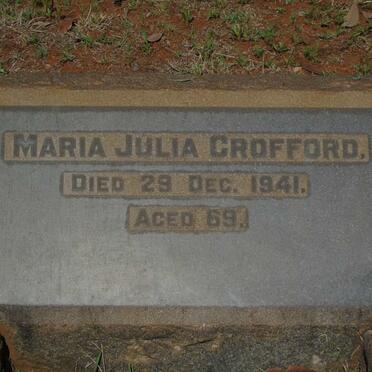 MARIA JULIA CROFFORD,
DIED 29 DEC. 1941.
AGED 69.